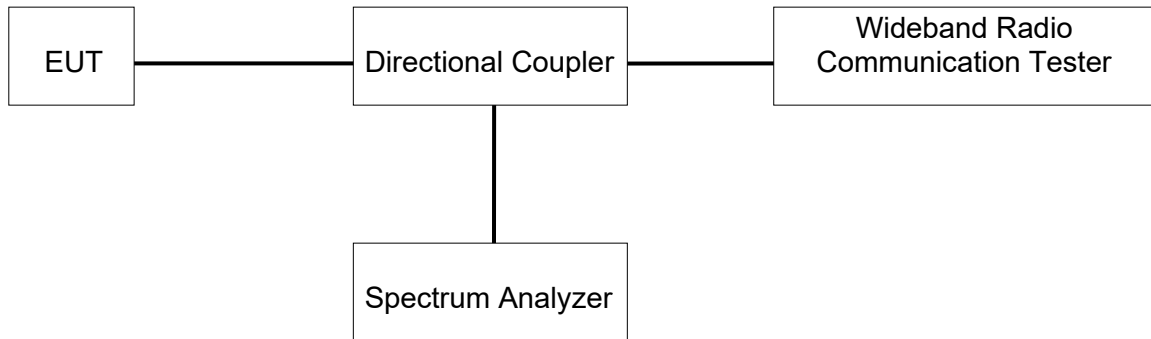 EUT
Directional Coupler
Wideband Radio
Communication Tester
Spectrum Analyzer